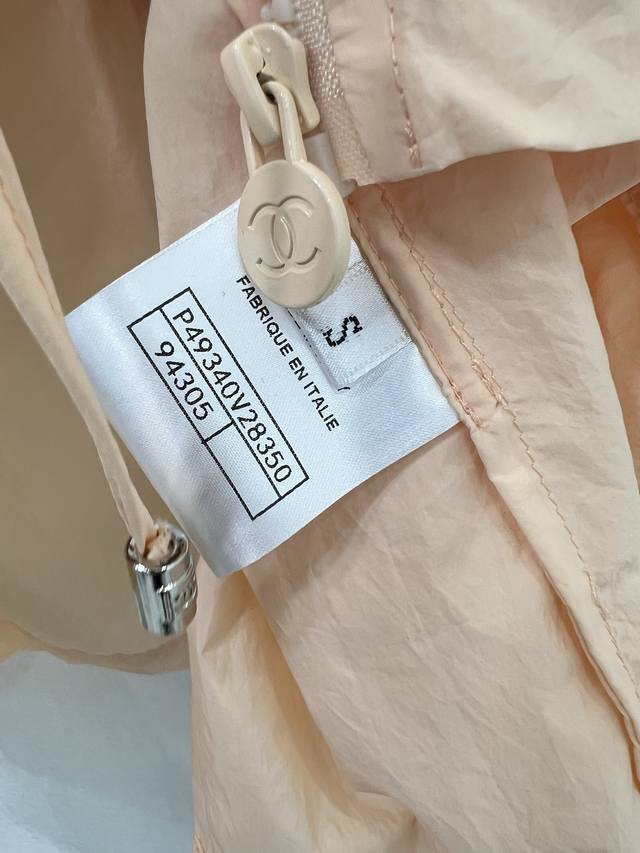 S
FABRIQUE EN ITALIE
P49340V28350
94305